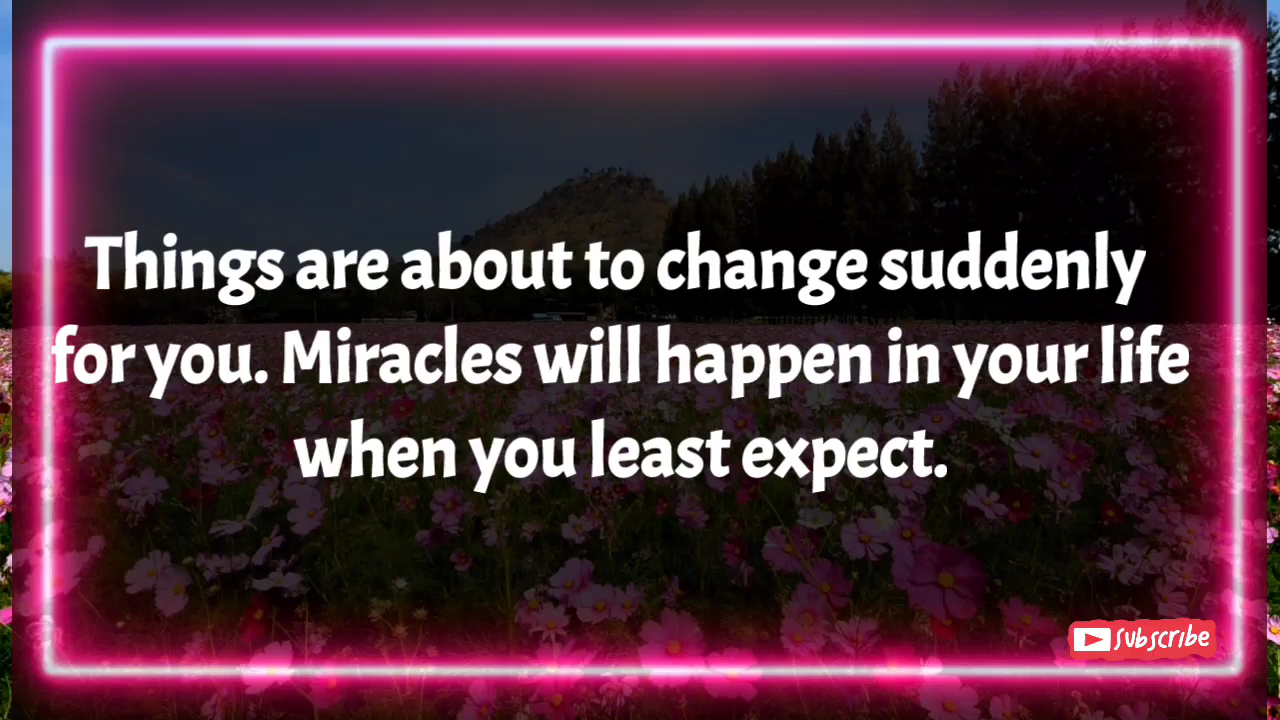 Things are about to change suddenly
for you. Miracles will happen in your life
when you least expect.
Subscribe